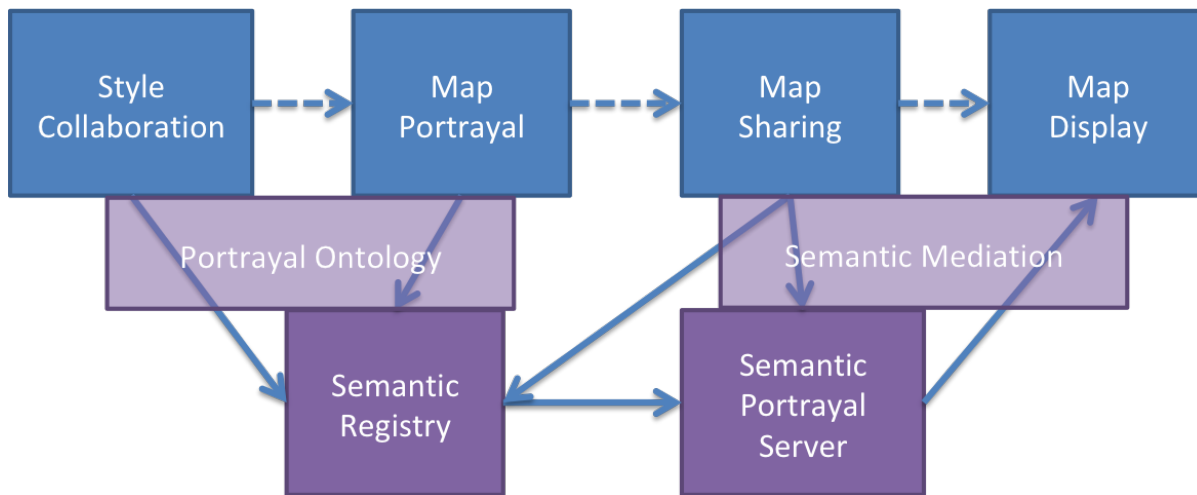 Style
Collaboration
Map
Portrayal
Map
Sharing
Map
Display
Portrayal Ontology
Semantic Mediation
Semantic
Registry
Semantic
Portrayal
Server